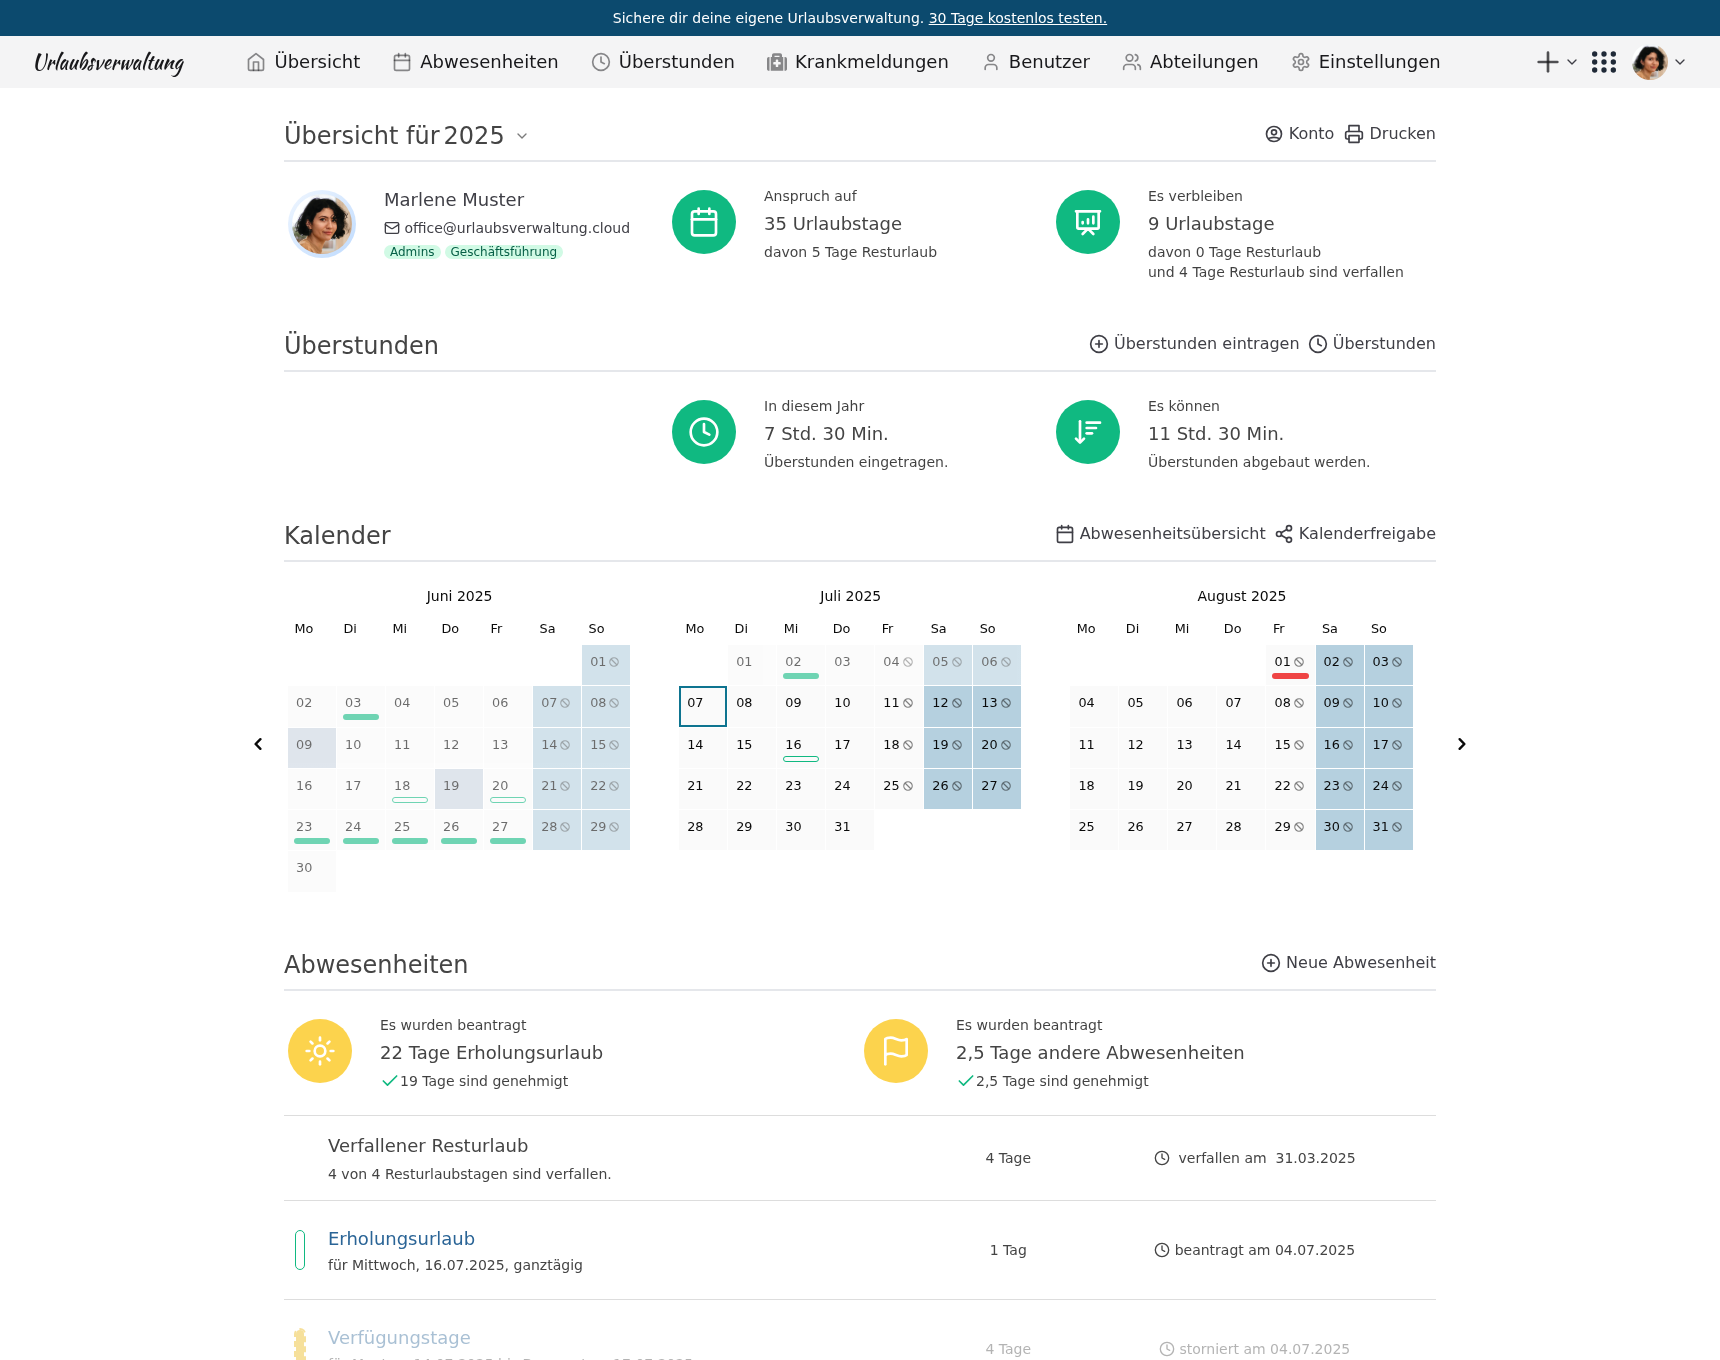 Sichere dir deine eigene Urlaubsverwaltung. 30 Tage kostenlos testen.
Urlaubsverwaltung Übersicht Abwesenheiten Überstunden Krankmeldungen Benutzer Abteilungen Einstellungen
Übersicht für 2025 Konto Drucken
Marlene Muster
office@urlaubsverwaltung.cloud
Admins Geschäftsführung
Anspruch auf
35 Urlaubstage
davon 5 Tage Resturlaub
Es verbleiben
9 Urlaubstage
davon 0 Tage Resturlaub
und 4 Tage Resturlaub sind verfallen
Überstunden Überstunden eintragen Überstunden
In diesem Jahr
7 Std. 30 Min.
Überstunden eingetragen.
Es können
11 Std. 30 Min.
Überstunden abgebaut werden.
Kalender Abwesenheitsübersicht Kalenderfreigabe
Juni 2025
Mo Di Mi Do Fr Sa So
01
02 03 04 05 06 07 08
09 10 11 12 13 14 15
16 17 18 19 20 21 22
23 24 25 26 27 28 29
30
Juli 2025
Mo Di Mi Do Fr Sa So
01 02 03 04 05 06
07 08 09 10 11 12 13
14 15 16 17 18 19 20
21 22 23 24 25 26 27
28 29 30 31
August 2025
Mo Di Mi Do Fr Sa So
01 02 03
04 05 06 07 08 09 10
11 12 13 14 15 16 17
18 19 20 21 22 23 24
25 26 27 28 29 30 31
Abwesenheiten Neue Abwesenheit
Es wurden beantragt
22 Tage Erholungsurlaub
19 Tage sind genehmigt
Es wurden beantragt
2,5 Tage andere Abwesenheiten
2,5 Tage sind genehmigt
Verfallener Resturlaub
4 von 4 Resturlaubstagen sind verfallen.
4 Tage
verfallen am 31.03.2025
Erholungsurlaub
für Mittwoch, 16.07.2025, ganztägig
1 Tag
beantragt am 04.07.2025
Verfügungstage
4 Tage
storniert am 04.07.2025